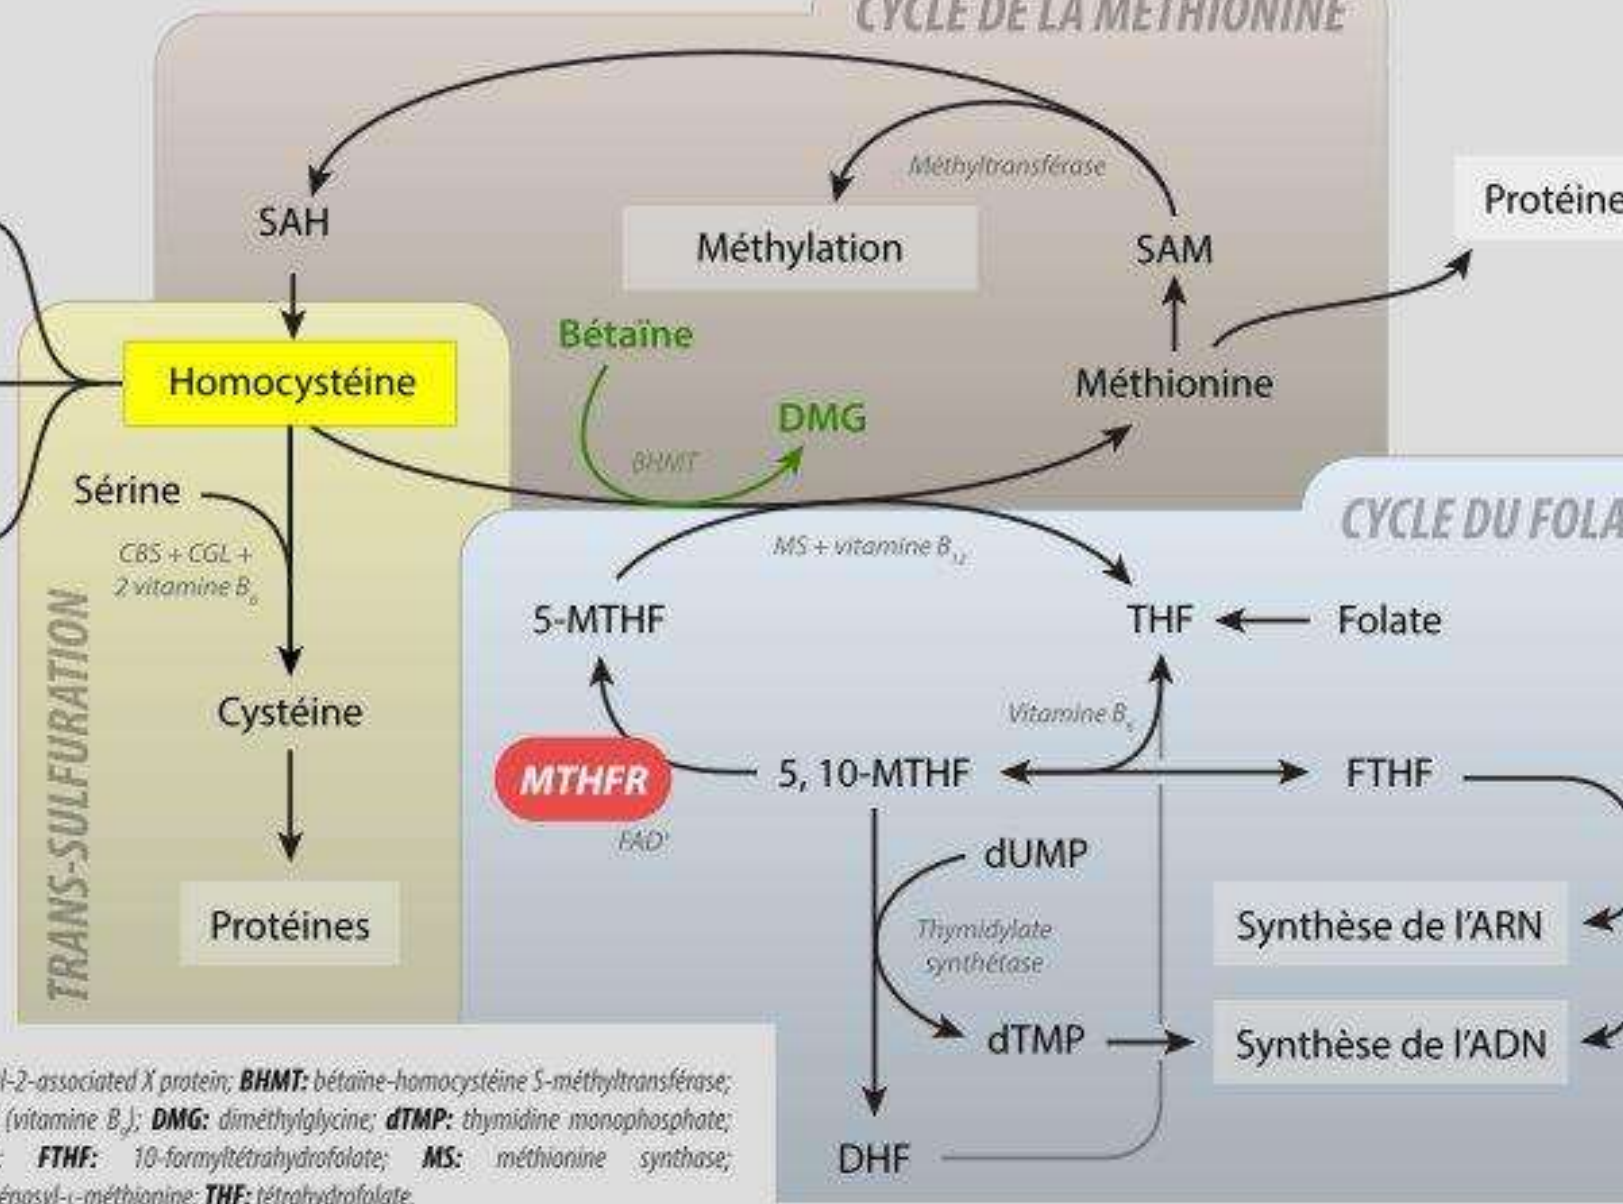 CYCLE DE LA MÉTHIONINE
Méthyltransférase
SAH
Méthylation
SAM
Protéine
Bétaïne
Homocystéine
DMG
Méthionine
BHMT
Sérine
CBS + CGL +
2 vitamine B6
MS + vitamine B12
CYCLE DU FOLA
5-MTHF
THF
Folate
TRANS-SULFURATION
Cystéine
Vitamine B
MTHFR
5, 10-MTHF
FTHF
FAD
dUMP
Protéines
Thymidylate
synthétase
Synthèse de l'ARN
dTMP
Synthèse de l'ADN
DHF
l-2-associated X protein; BHMT: bétaïne-homocystéine S-méthyltransférase;
(vitamine B); DMG: diméthylglycine; dTMP: thymidine monophosphate;
; FTHF: 10-formyltétrahydrofolate; MS: méthionine synthase;
énosyl-L-méthionine; THF: tétrahydrofolate.